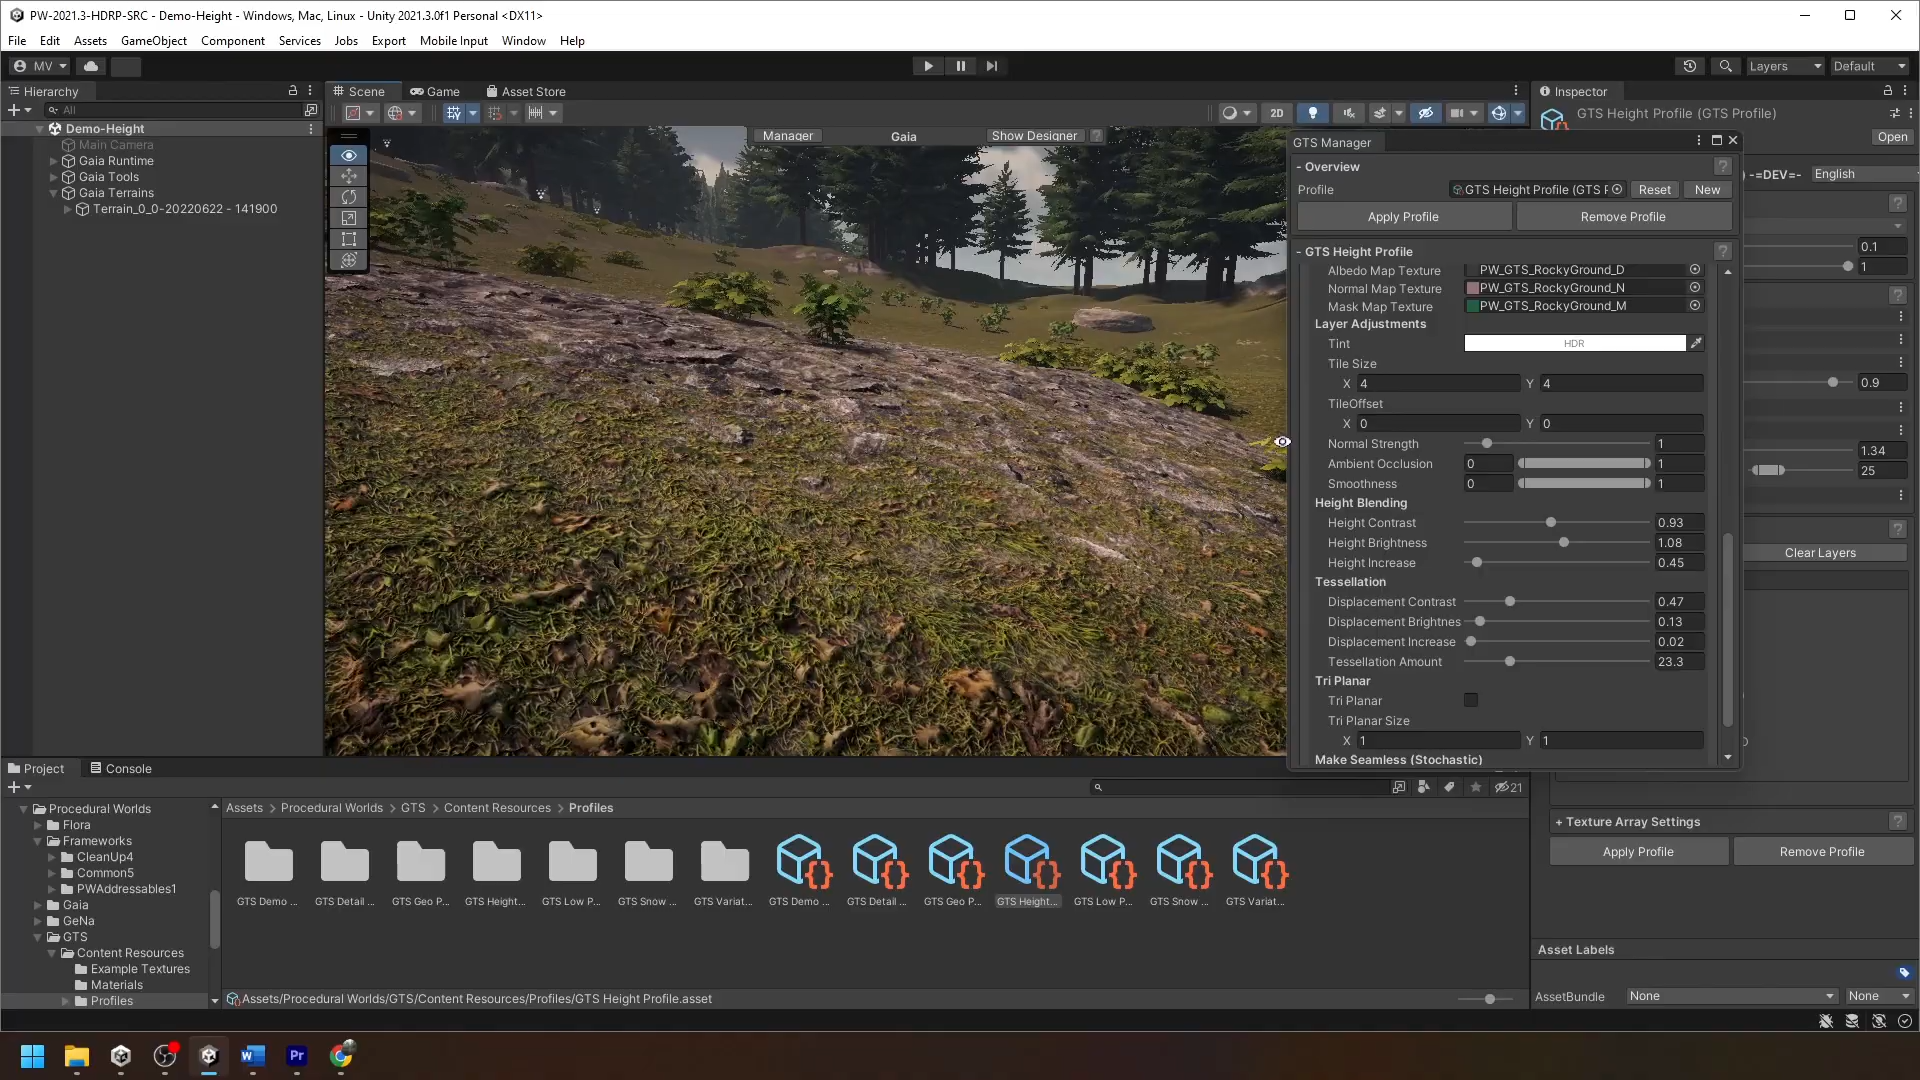 PW-2021.3-HDRP-SRC - Demo-Height - Windows, Mac, Linux - Unity 2021.3.0f1 Personal <DX11>
File Edit Assets GameObject Component Services Jobs Export Mobile Input Window Help
MV Layers Default
Hierarchy
All
Demo-Height
Main Camera
Gaia Runtime
Gaia Tools
Gaia Terrains
Terrain_0_0-20220622 - 141900
Scene Game Asset Store
2D
Manager Gaia Show Designer ?
GTS Manager
- Overview ?
Profile GTS Height Profile (GTS P Reset New
Apply Profile Remove Profile
- GTS Height Profile ?
Albedo Map Texture PW_GTS_RockyGround_D
Normal Map Texture PW_GTS_RockyGround_N
Mask Map Texture PW_GTS_RockyGround_M
Layer Adjustments
Tint HDR
Tile Size
X 4 Y 4
TileOffset
X 0 Y 0
Normal Strength 1
Ambient Occlusion 0 1
Smoothness 0 1
Height Blending
Height Contrast 0.93
Height Brightness 1.08
Height Increase 0.45
Tessellation
Displacement Contrast 0.47
Displacement Brightnes 0.13
Displacement Increase 0.02
Tessellation Amount 23.3
Tri Planar
Tri Planar
Tri Planar Size
X 1 Y 1
Make Seamless (Stochastic)
Inspector
GTS Height Profile (GTS Profile)
Open
) -=DEV=- English
?
0.1
1
?
0.9
1.34
25
?
Clear Layers
+ Texture Array Settings ?
Apply Profile Remove Profile
Asset Labels
AssetBundle None None
Project Console
21
Procedural Worlds
Flora
Frameworks
CleanUp4
Common5
PWAddressables1
Gaia
GeNa
GTS
Content Resources
Example Textures
Materials
Profiles
Assets > Procedural Worlds > GTS > Content Resources > Profiles
GTS Demo ... GTS Detail ... GTS Geo P... GTS Height... GTS Low P... GTS Snow ... GTS Variat... GTS Demo ... GTS Detail ... GTS Geo P... GTS Height... GTS Low P... GTS Snow ... GTS Variat...
Assets/Procedural Worlds/GTS/Content Resources/Profiles/GTS Height Profile.asset
W Pr